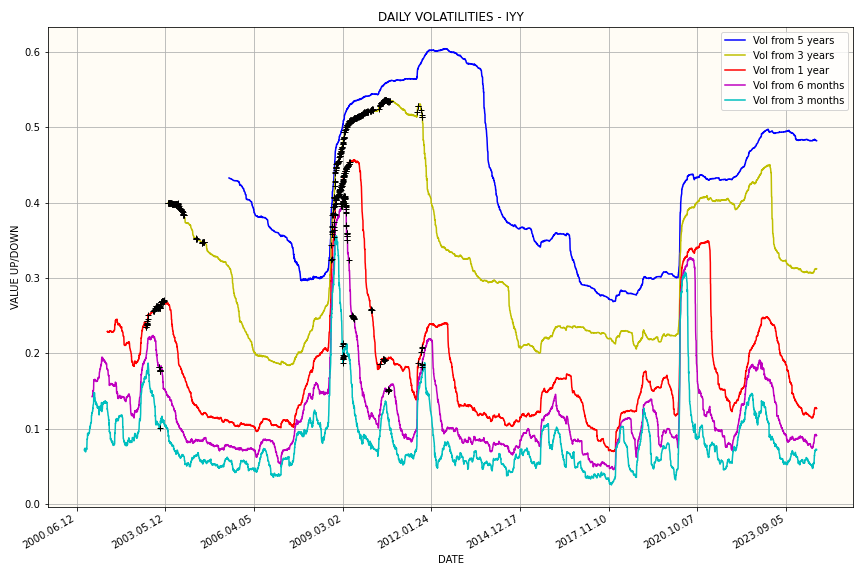 DAILY VOLATILITIES - IYY
Vol from 5 years
Vol from 3 years
Vol from 1 year
Vol from 6 months
Vol from 3 months
VALUE UP/DOWN
0.6
0.5
0.4
0.3
0.2
0.1
0.0
2000.06.12
2003.05.12
2006.04.05
2009.03.02
2012.01.24
2014.12.17
2017.11.10
2020.10.07
2023.09.05
DATE